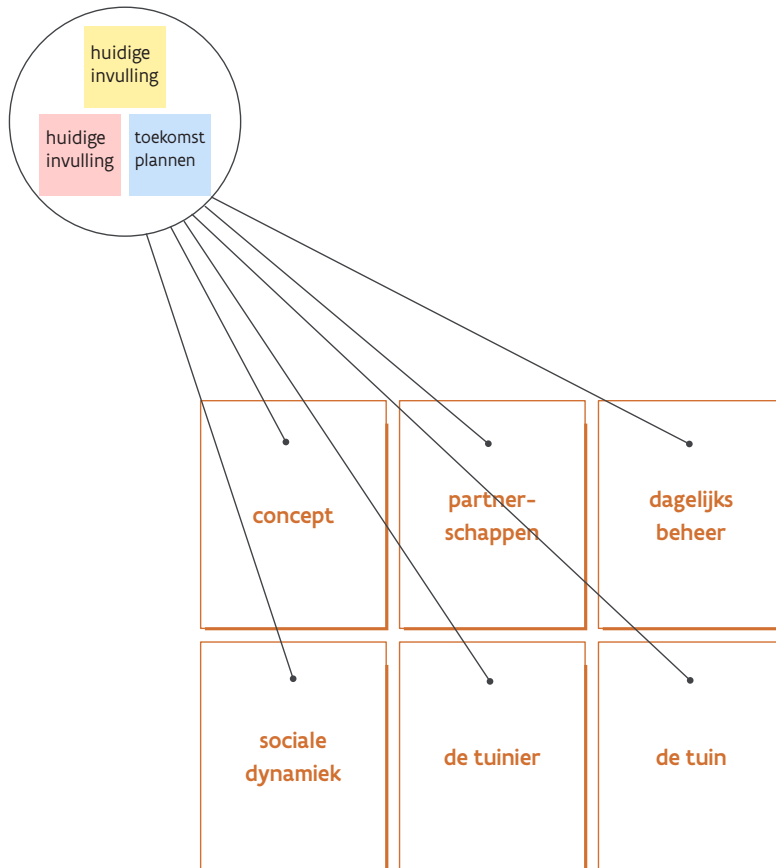 huidige
invulling
huidige
invulling
toekomst
plannen
concept
partner-
schappen
dagelijks
beheer
sociale
dynamiek
de tuinier
de tuin